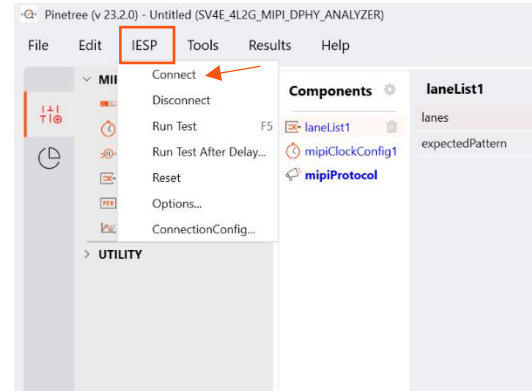 Pinetree (v 23.2.0) - Untitled (SV4E_4L2G_MIPI_DPHY_ANALYZER)
File Edit IESP Tools Results Help
Connect
Disconnect
Run Test F5
Run Test After Delay...
Reset
Options...
ConnectionConfig...
UTILITY
Components
laneList1
mipiClockConfig1
mipiProtocol
laneList1
lanes
expectedPattern